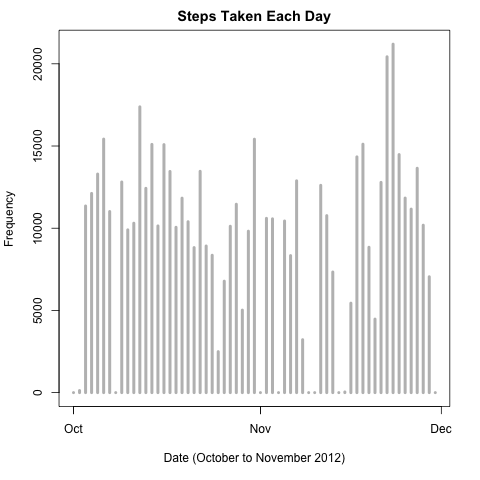 Steps Taken Each Day
Frequency
20000
15000
10000
5000
0
Oct Nov Dec
Date (October to November 2012)